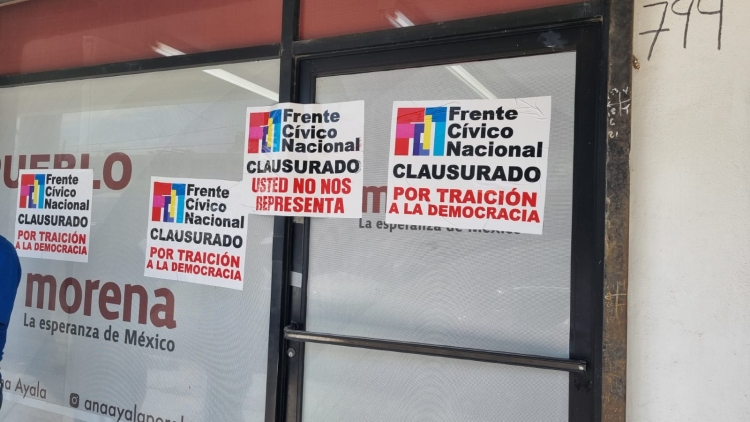 744
PUEBLO
Frente
Cívico
Nacional
CLAUSURADO
POR TRAICIÓN
A LA DEMOCRACIA
Frente
Cívico
Nacional
CLAUSURADO
POR TRAICIÓN
A LA DEMOCRACIA
Frente
Cívico
Nacional
CLAUSURADO
USTED NO NOS
REPRESENTA
Frente
Cívico
Nacional
CLAUSURADO
POR TRAICIÓN
A LA DEMOCRACIA
La esperanza de México
morena
La esperanza de México
Ayala